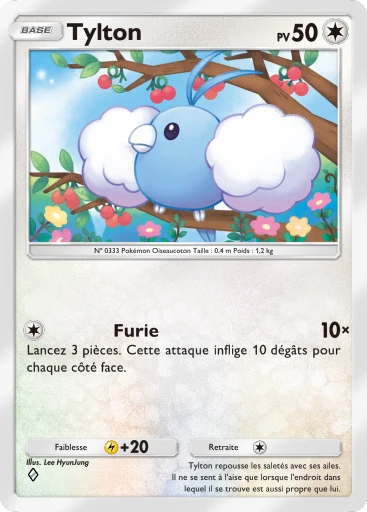 BASE
Tylton
PV 50
N° 0333 Pokémon Oiseaucoton Taille : 0,4 m Poids : 1,2 kg
Furie 10×
Lancez 3 pièces. Cette attaque inflige 10 dégâts pour
chaque côté face.
Faiblesse +20 Retraite
Illus. Lee HyunJung
Tylton repousse les saletés avec ses ailes.
Il ne se sent à l'aise que lorsque l'endroit dans
lequel il se trouve est aussi propre que lui.